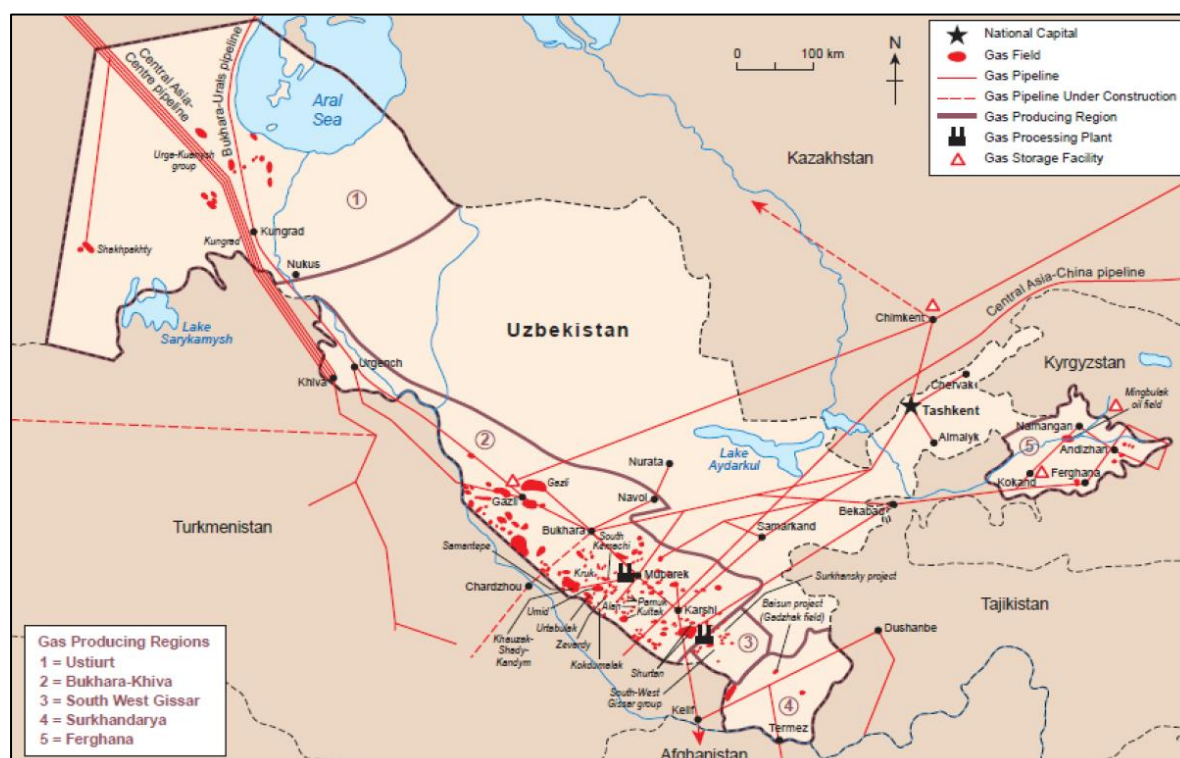 National Capital
Gas Field
Gas Pipeline
Gas Pipeline Under Construction
Gas Producing Region
Gas Processing Plant
Gas Storage Facility
0 100 km
N
Central Asia-
Centre pipeline
Bukhara-Urals pipeline
Aral
Sea
Urga-Kuanysh
group
Kazakhstan
1
Shakhpakhty
Kungrad
Kungrad
Nukus
Lake
Sarykamysh
Uzbekistan
Central Asia-China pipeline
Chimkent
Kyrgyzstan
Urgench
Khiva
Chervak
Mingbulak
oil field
Tashkent
Namangan
Almalyk
5
Andizhan
Kokand
Ferghana
2
Lake
Aydarkul
Nurata
Gazli
Gazli
Navoi
Bekabad
Turkmenistan
Bukhara
South
Kemachi
Samarkand
Samantepe
Kruk
Mubarek
Surkhansky project
Chardzhou
Umid
Alan
Pamuk
Kultak
Karshi
Baisun project
(Gadzhak field)
Tajikistan
Urtabulak
Zevardy
Khauzak-
Shady-
Kandym
Kokdumalak
Dushanbe
3
Shurtan
South-West
Gissar group
4
Kelif
Termez
Afghanistan
Gas Producing Regions
1 = Ustiurt
2 = Bukhara-Khiva
3 = South West Gissar
4 = Surkhandarya
5 = Ferghana